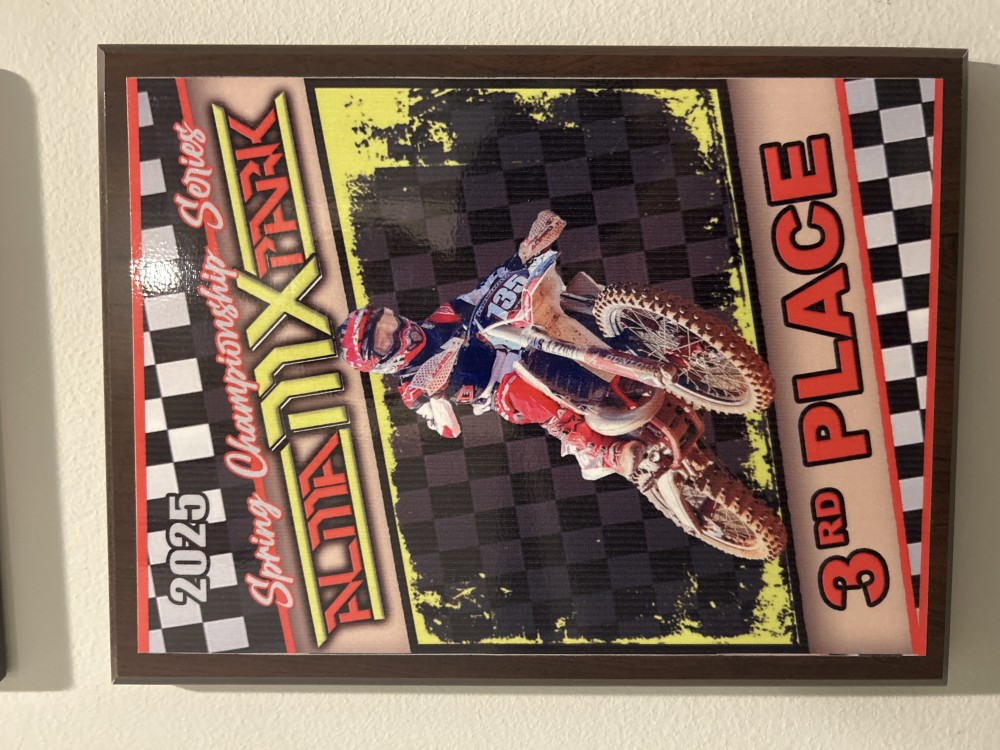 2025
Spring Championship Series
ALMA MX PARK
135
3RD PLACE